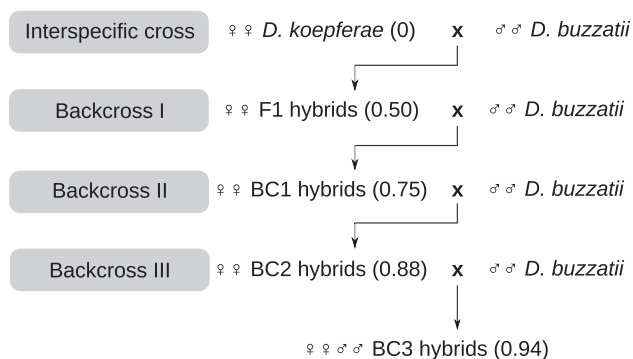 Interspecific cross ♀♀ D. koepferae (0) x ♂♂ D. buzzatii
Backcross I ♀♀ F1 hybrids (0.50) x ♂♂ D. buzzatii
Backcross II ♀♀ BC1 hybrids (0.75) x ♂♂ D. buzzatii
Backcross III ♀♀ BC2 hybrids (0.88) x ♂♂ D. buzzatii
♀♀♂♂ BC3 hybrids (0.94)